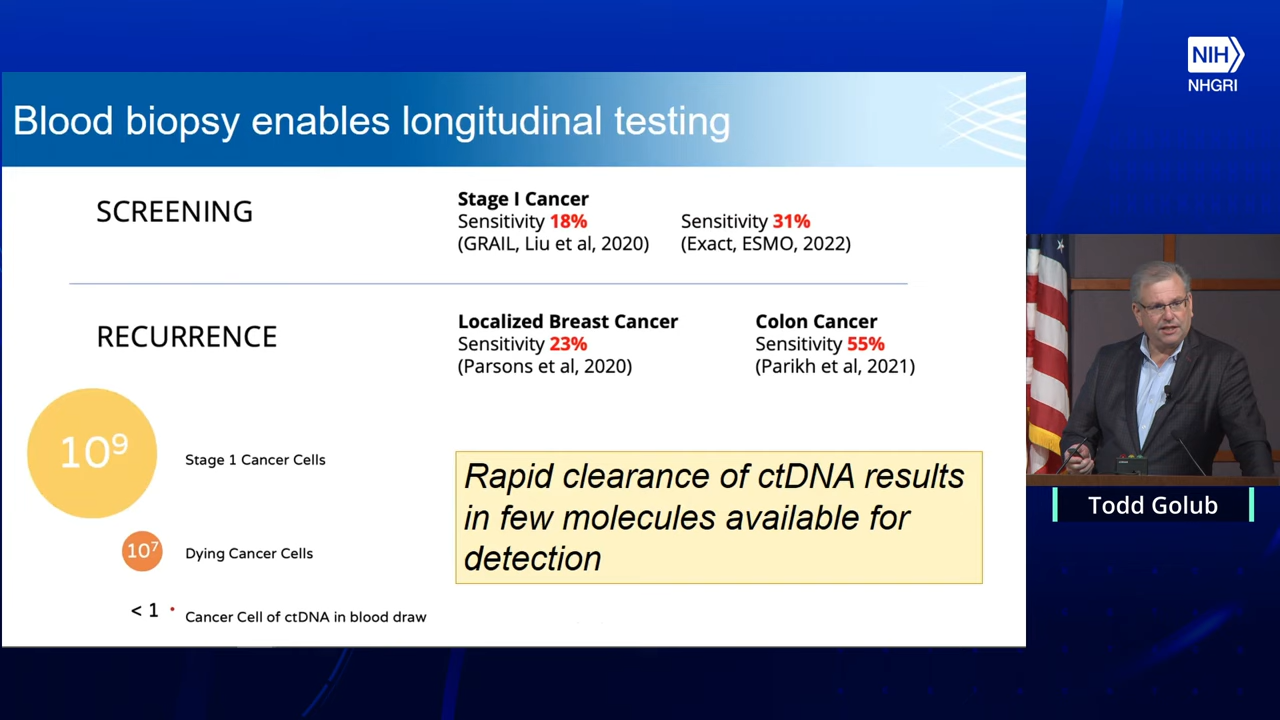 NIH
NHGRI
Blood biopsy enables longitudinal testing
SCREENING
Stage I Cancer
Sensitivity 18%
(GRAIL, Liu et al, 2020)
Sensitivity 31%
(Exact, ESMO, 2022)
RECURRENCE
Localized Breast Cancer
Sensitivity 23%
(Parsons et al, 2020)
Colon Cancer
Sensitivity 55%
(Parikh et al, 2021)
10⁹
Stage 1 Cancer Cells
10⁷
Dying Cancer Cells
< 1
Cancer Cell of ctDNA in blood draw
Rapid clearance of ctDNA results
in few molecules available for
detection
Todd Golub